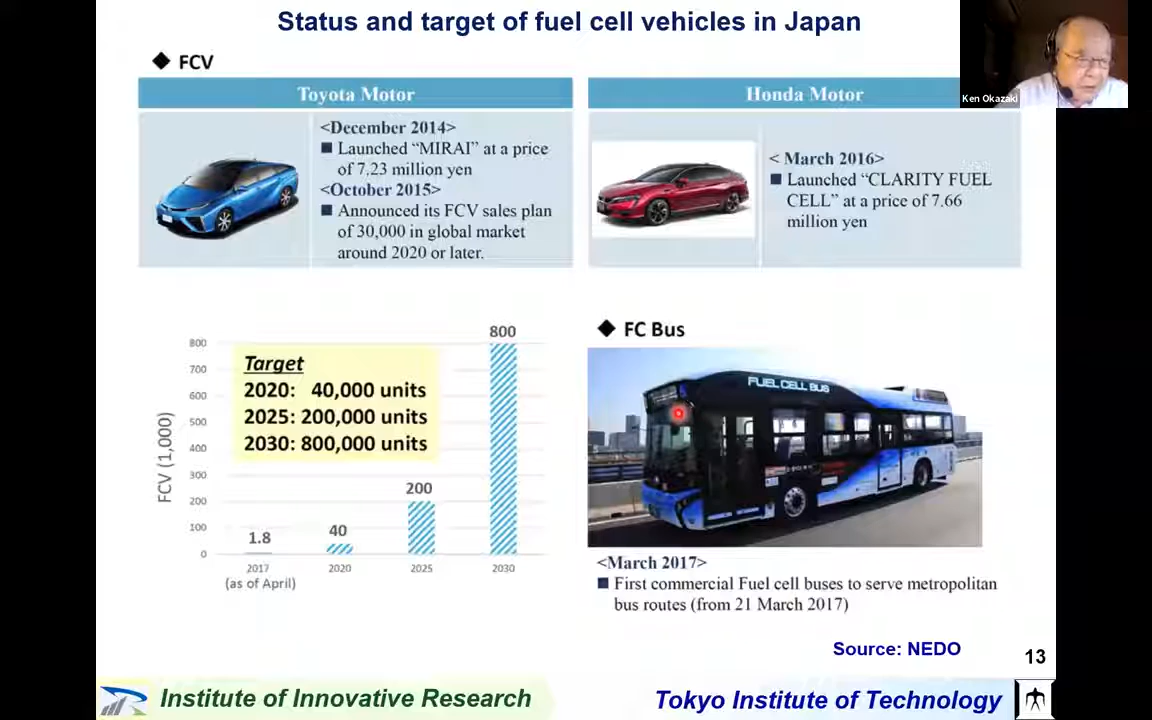 Status and target of fuel cell vehicles in Japan
Ken Okazaki
◆ FCV
Toyota Motor
<December 2014>
■ Launched “MIRAI” at a price
of 7.23 million yen
<October 2015>
■ Announced its FCV sales plan
of 30,000 in global market
around 2020 or later.
Honda Motor
< March 2016>
■ Launched “CLARITY FUEL
CELL” at a price of 7.66
million yen
FCV (1,000)
800
700
600
500
400
300
200
100
0
Target
2020: 40,000 units
2025: 200,000 units
2030: 800,000 units
1.8
40
200
800
2017
(as of April)
2020
2025
2030
◆ FC Bus
FUEL CELL BUS
<March 2017>
■ First commercial Fuel cell buses to serve metropolitan
bus routes (from 21 March 2017)
Source: NEDO
13
Institute of Innovative Research
Tokyo Institute of Technology